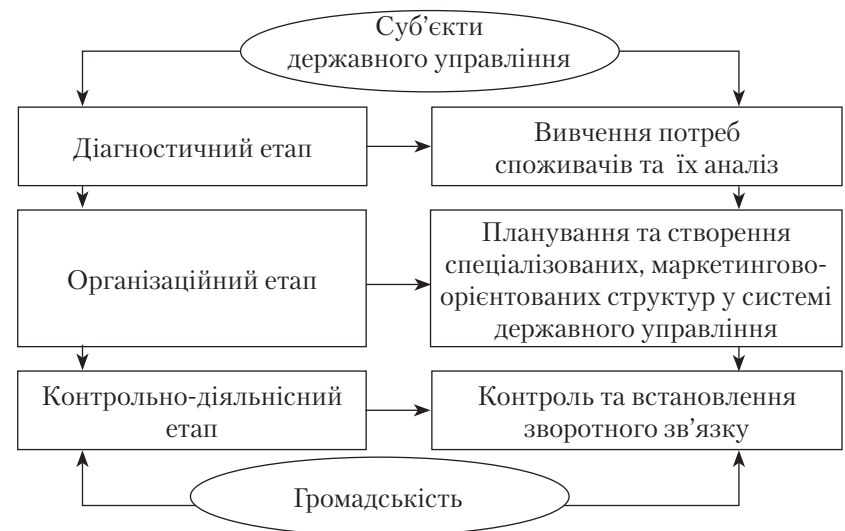 Суб’єкти
державного управління
Діагностичний етап
Вивчення потреб
споживачів та їх аналіз
Організаційний етап
Планування та створення
спеціалізованих, маркетингово-
орієнтованих структур у системі
державного управління
Контрольно-діяльнісний
етап
Контроль та встановлення
зворотного зв’язку
Громадськість